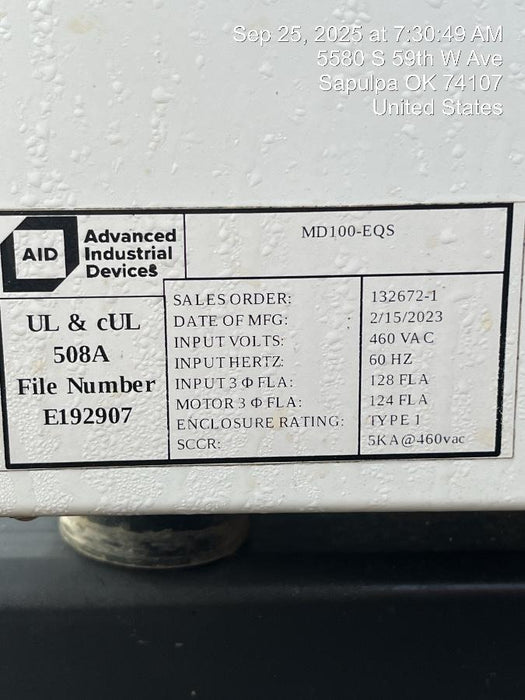 Sep 25, 2025 at 7:30:49 AM
5580 S 59th W Ave
Sapulpa OK 74107
United States
AID
Advanced
Industrial
Devices
MD100-EQS
UL & cUL
508A
File Number
E192907
SALES ORDER: 132672-1
DATE OF MFG: : 2/15/2023
INPUT VOLTS: 460 VAC
INPUT HERTZ: 60 HZ
INPUT 3 Φ FLA: 128 FLA
MOTOR 3 Φ FLA: 124 FLA
ENCLOSURE RATING: TYPE 1
SCCR: 5KA@460vac